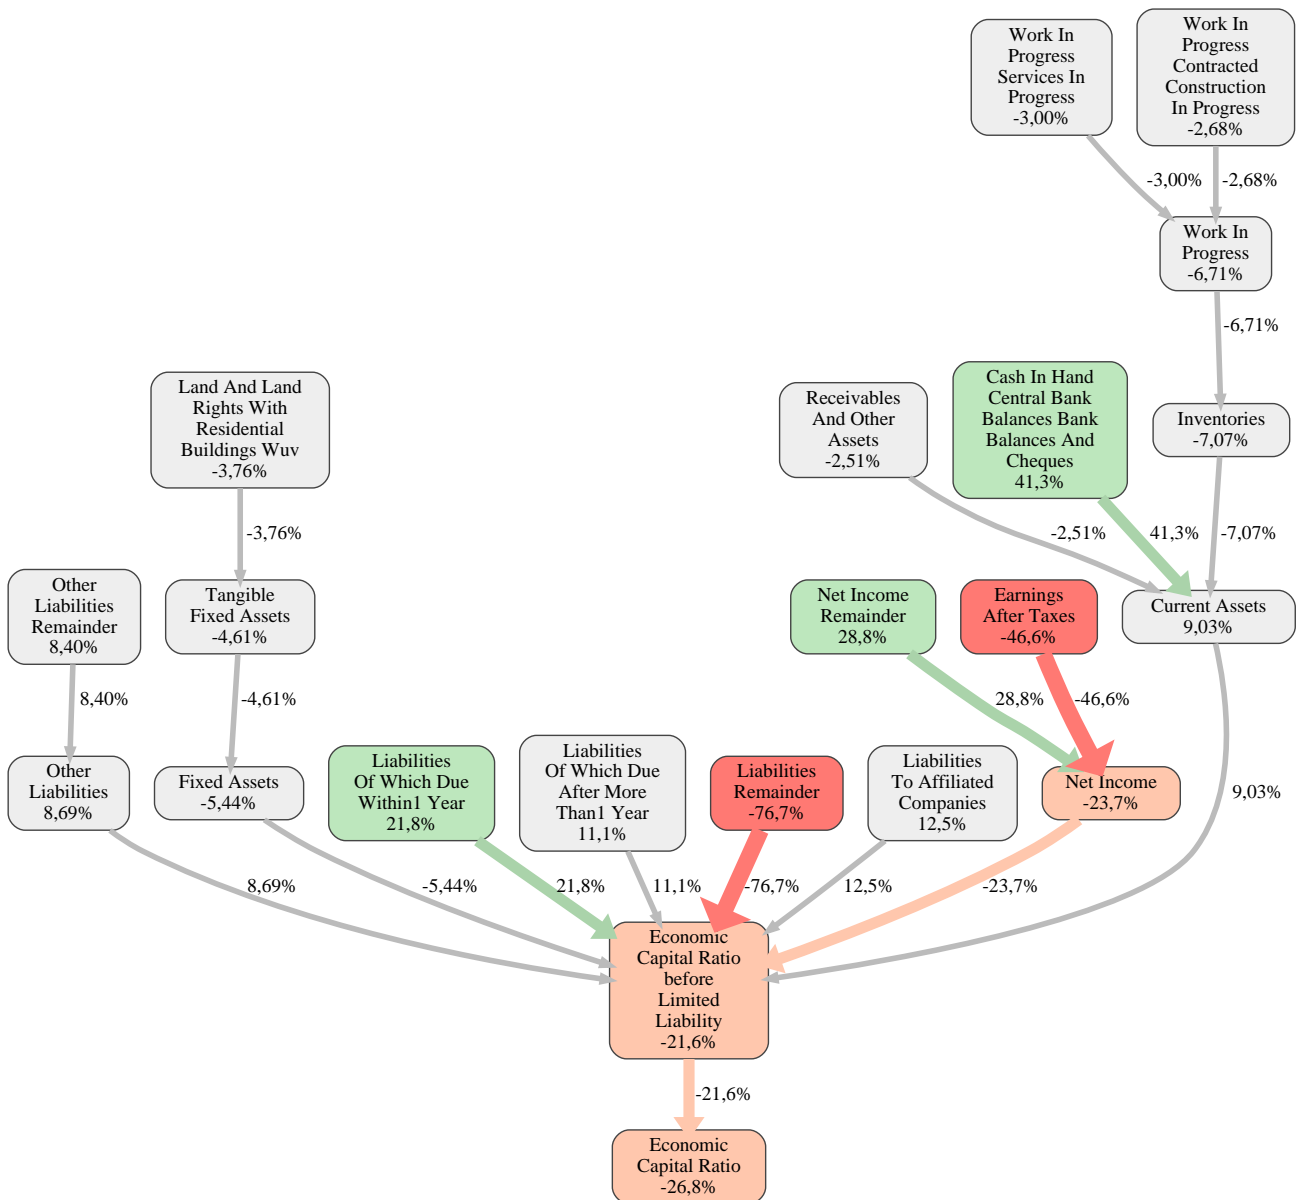 Work In
Progress
Services In
Progress
-3,00%
Work In
Progress
Contracted
Construction
In Progress
-2,68%
-3,00%
-2,68%
Work In
Progress
-6,71%
-6,71%
Land And Land
Rights With
Residential
Buildings Wuv
-3,76%
Receivables
And Other
Assets
-2,51%
Cash In Hand
Central Bank
Balances Bank
Balances And
Cheques
41,3%
Inventories
-7,07%
-3,76%
-2,51%
41,3%
-7,07%
Other
Liabilities
Remainder
8,40%
Tangible
Fixed Assets
-4,61%
Net Income
Remainder
28,8%
Earnings
After Taxes
-46,6%
Current Assets
9,03%
8,40%
-4,61%
28,8%
-46,6%
Other
Liabilities
8,69%
Fixed Assets
-5,44%
Liabilities
Of Which Due
Within1 Year
21,8%
Liabilities
Of Which Due
After More
Than1 Year
11,1%
Liabilities
Remainder
-76,7%
Liabilities
To Affiliated
Companies
12,5%
Net Income
-23,7%
9,03%
8,69%
-5,44%
21,8%
11,1%
-76,7%
12,5%
-23,7%
Economic
Capital Ratio
before
Limited
Liability
-21,6%
-21,6%
Economic
Capital Ratio
-26,8%